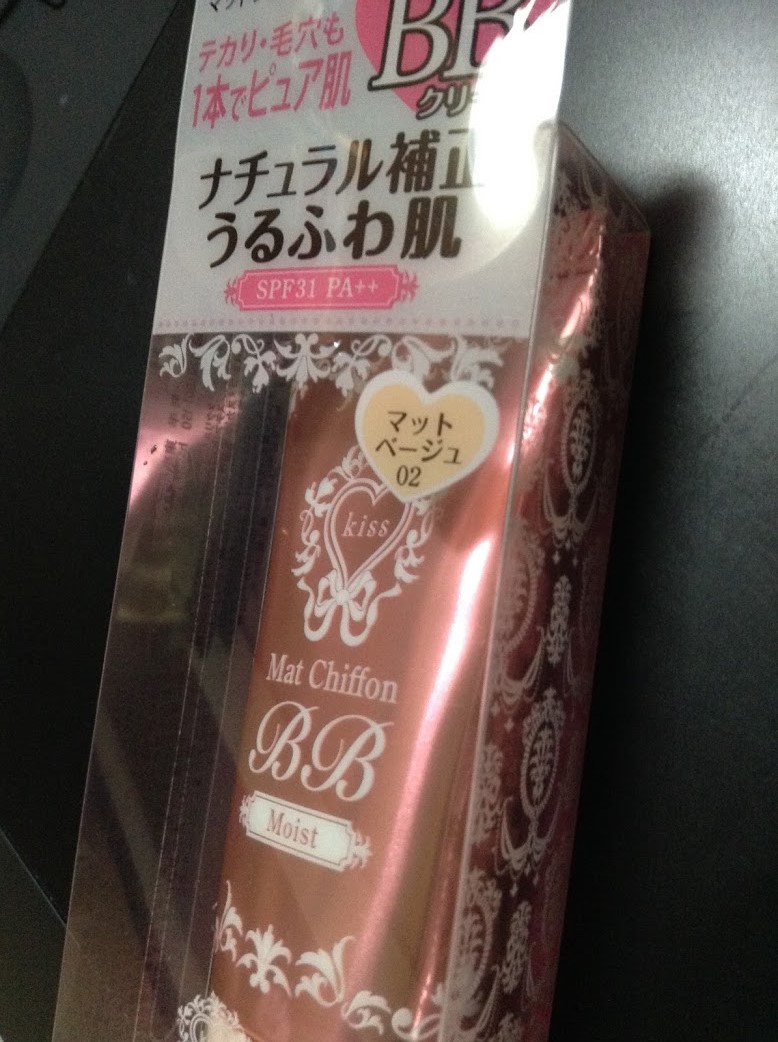 BB
テカリ・毛穴も
1本でピュア肌
ナチュラル補正
うるふわ肌
SPF31 PA++
マット
ベージュ
02
kiss
Mat Chiffon
BB
Moist